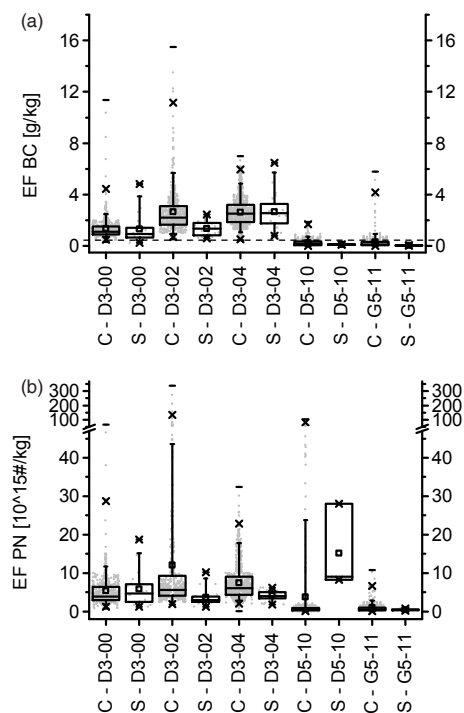 (a)
16
16
12
12
8
8
4
4
0
0
EF BC [g/kg]
C - D3-00
S - D3-00
C - D3-02
S - D3-02
C - D3-04
S - D3-04
C - D5-10
S - D5-10
C - G5-11
S - G5-11
(b)
300
300
200
200
100
100
40
40
30
30
20
20
10
10
0
0
EF PN [10^15#/kg]
C - D3-00
S - D3-00
C - D3-02
S - D3-02
C - D3-04
S - D3-04
C - D5-10
S - D5-10
C - G5-11
S - G5-11